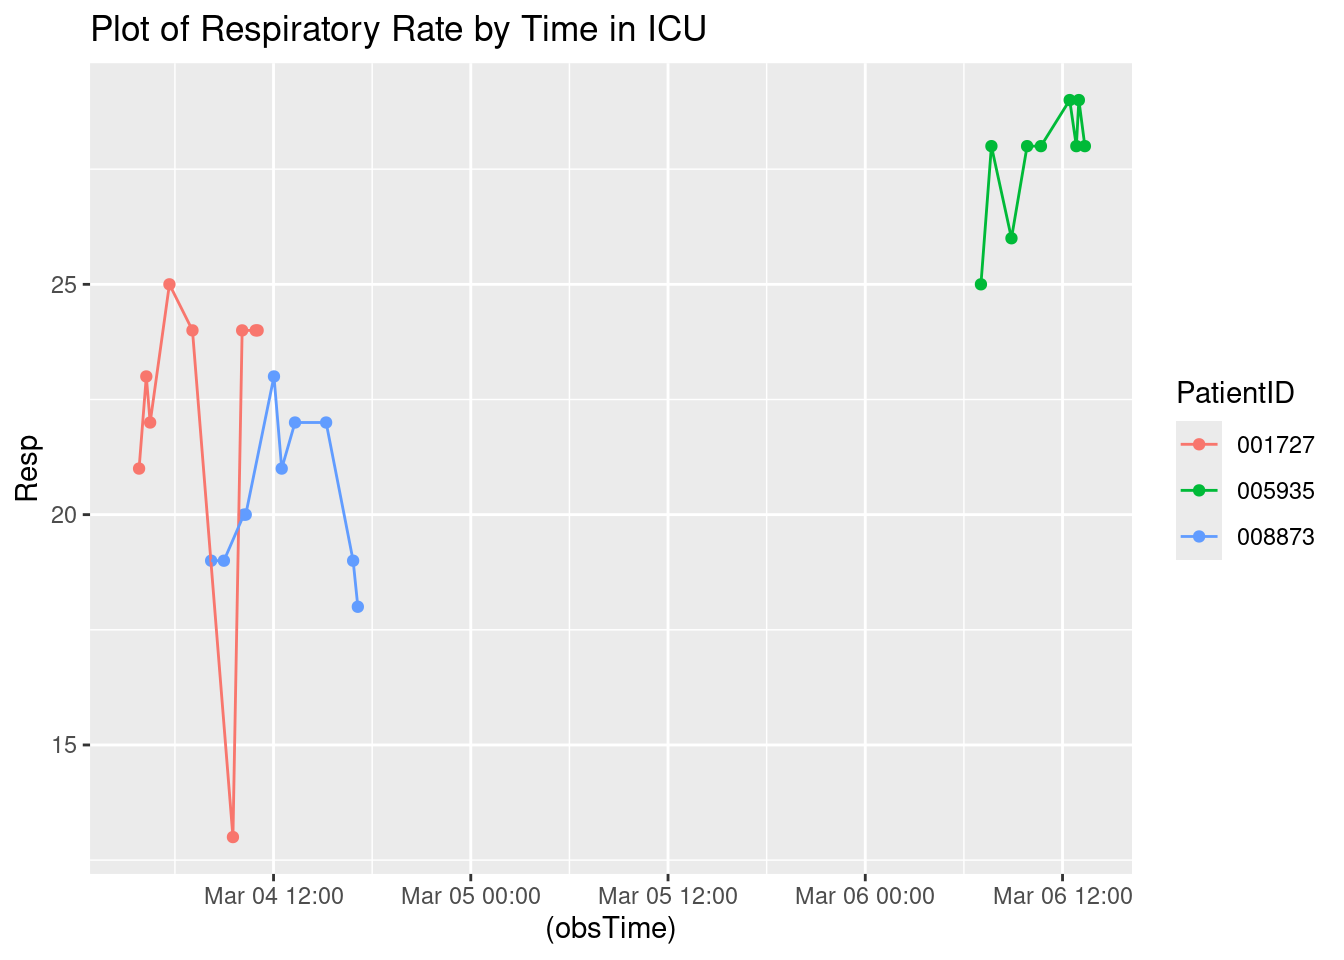 Plot of Respiratory Rate by Time in ICU
Resp
25
20
15
Mar 04 12:00 Mar 05 00:00 Mar 05 12:00 Mar 06 00:00 Mar 06 12:00
(obsTime)
PatientID
001727
005935
008873